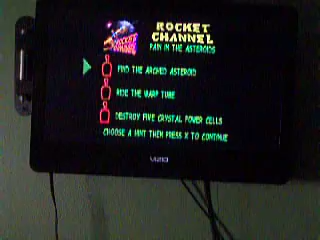 ROCKET
CHANNEL
PAIN IN THE ASTEROIDS
FIND THE ARCHED ASTEROID
RIDE THE WARP TUBE
DESTROY FIVE CRYSTAL POWER CELLS
CHOOSE A HINT THEN PRESS X TO CONTINUE
VIZIO